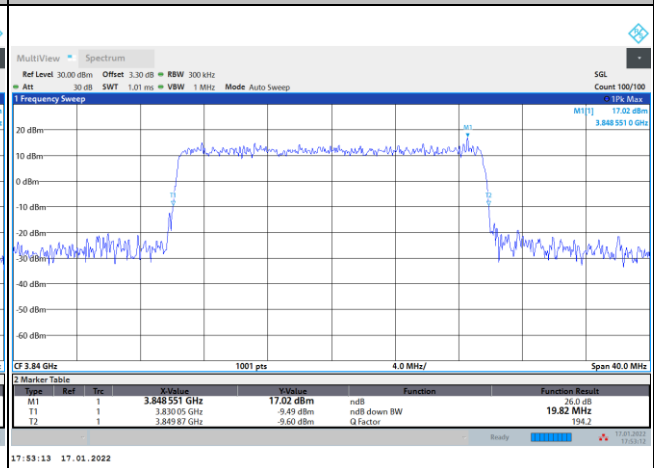 MultiView Spectrum
Ref Level 30.00 dBm Offset 3.30 dB RBW 300 kHz SGL
Att 30 dB SWT 1.01 ms VBW 1 MHz Mode Auto Sweep Count 100/100
1 Frequency Sweep 1Pk Max
M1[1] 17.02 dBm
3.848 551 0 GHz
M1
20 dBm
10 dBm
0 dBm
T1 T2
-10 dBm
-20 dBm
-30 dBm
-40 dBm
-50 dBm
-60 dBm
CF 3.84 GHz 1001 pts 4.0 MHz/ Span 40.0 MHz
2 Marker Table
Type Ref Trc X-Value Y-Value Function Function Result
M1 1 3.848 551 GHz 17.02 dBm ndB 26.0 dB
T1 1 3.830 05 GHz -9.49 dBm ndB down BW 19.82 MHz
T2 1 3.849 87 GHz -9.60 dBm Q Factor 194.2
Ready 17.01.2022
17:53:12
17:53:13 17.01.2022